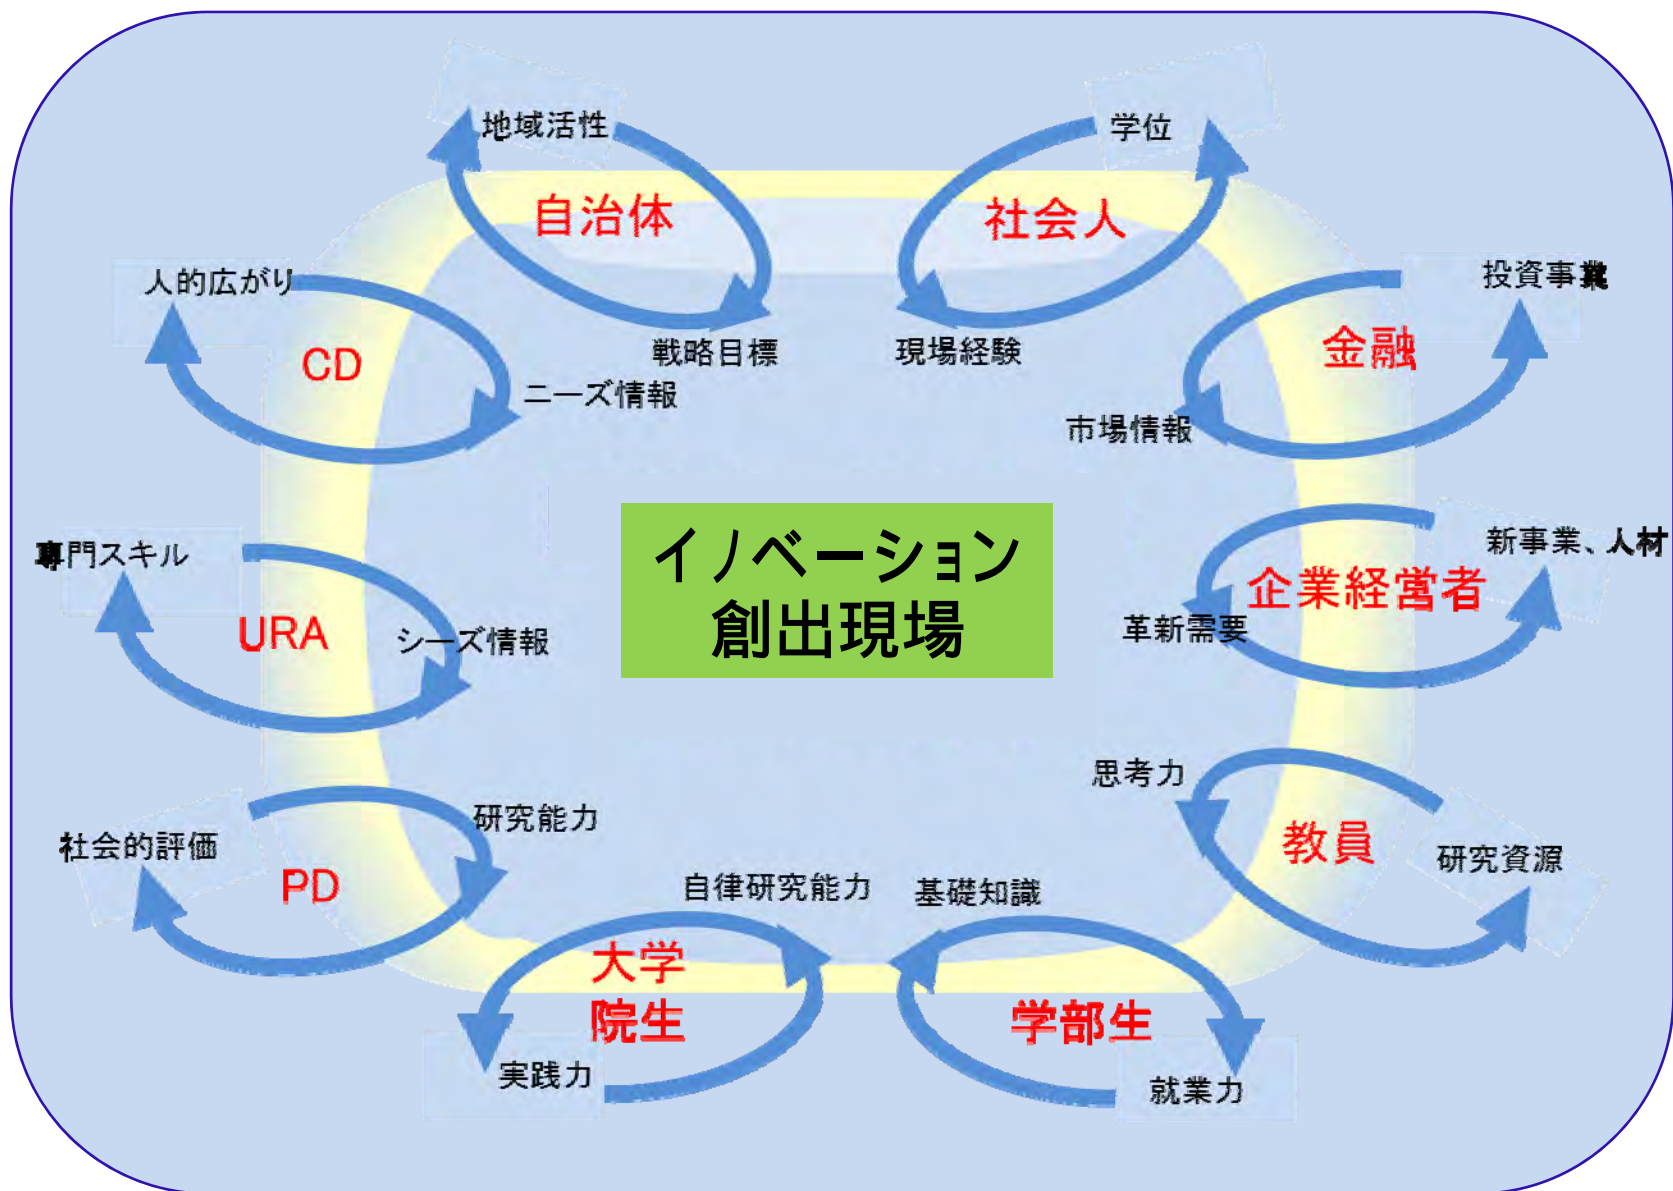 地域活性
学位
自治体
社会人
人的広がり
投資事業
CD
金融
戦略目標
現場経験
ニーズ情報
市場情報
イノベーション
創出現場
専門スキル
新事業、人材
URA
企業経営者
シーズ情報
革新需要
思考力
研究能力
社会的評価
教員
研究資源
PD
自律研究能力
基礎知識
大学
院生
学部生
実践力
就業力